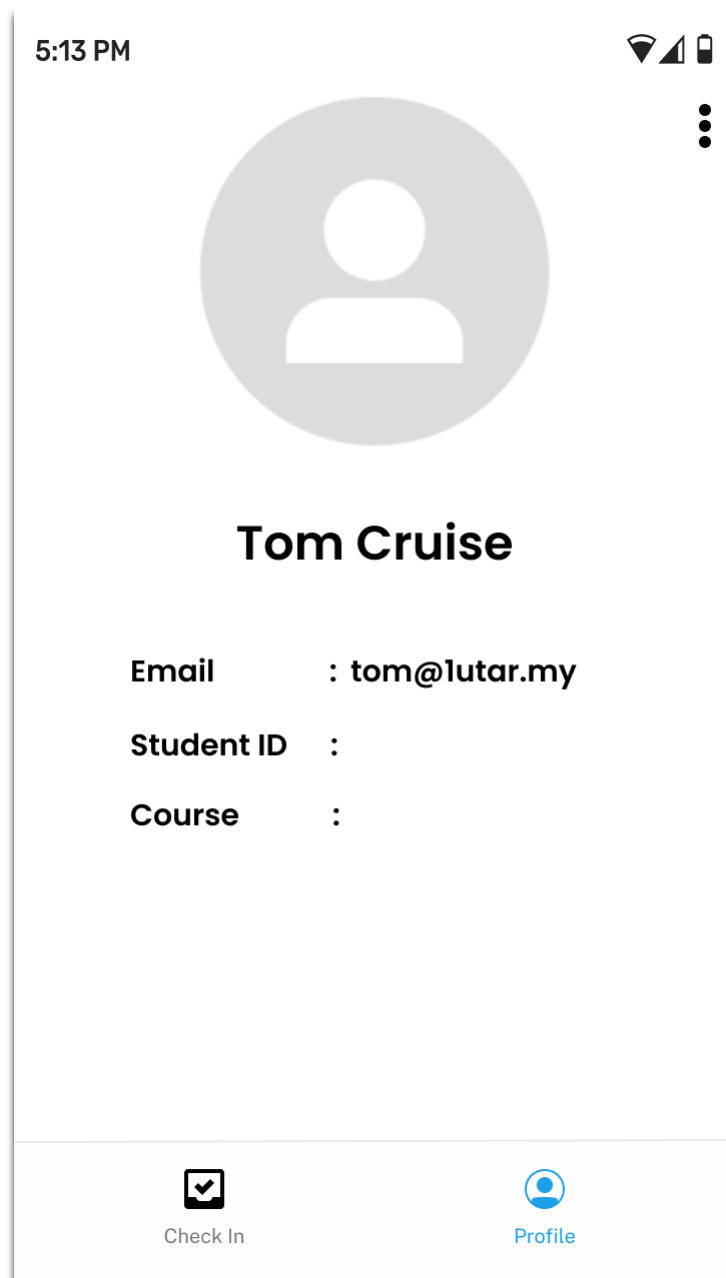 5:13 PM
Tom Cruise
Email : tom@1utar.my
Student ID :
Course :
Check In Profile